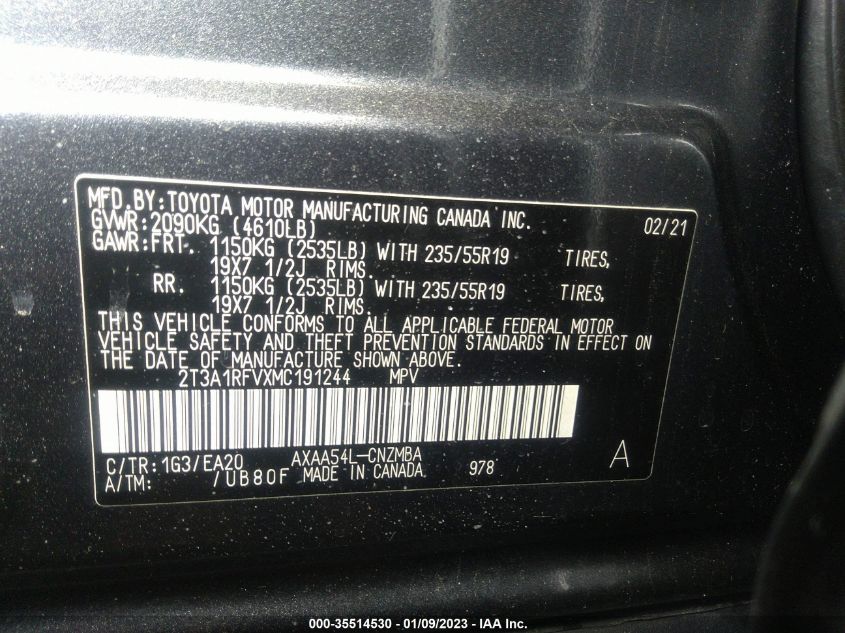 MFD.BY:TOYOTA MOTOR MANUFACTURING CANADA INC. 02/21
GVWR:2090KG (4610LB)
GAWR:FRT. 1150KG (2535LB) WITH 235/55R19 TIRES,
19X7 1/2J RIMS.
RR. 1150KG (2535LB) WITH 235/55R19 TIRES,
19X7 1/2J RIMS.
THIS VEHICLE CONFORMS TO ALL APPLICABLE FEDERAL MOTOR
VEHICLE SAFETY AND THEFT PREVENTION STANDARDS IN EFFECT ON
THE DATE OF MANUFACTURE SHOWN ABOVE.
2T3A1RFVXMC191244 MPV
C/TR:1G3/EA20 AXAA54L-CNZMBA A
A/TM: /UB80F MADE IN CANADA 978
000-35514530 - 01/09/2023 - IAA Inc.